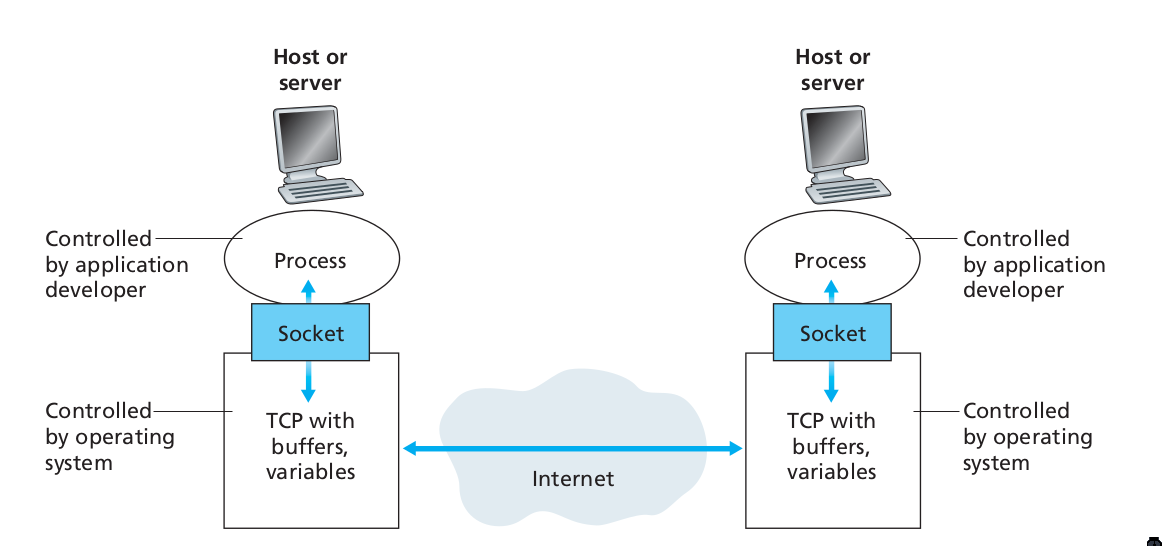 Host or
server
Host or
server
Controlled
by application
developer
Process
Process
Controlled
by application
developer
Socket
Socket
Controlled
by operating
system
TCP with
buffers,
variables
Internet
TCP with
buffers,
variables
Controlled
by operating
system